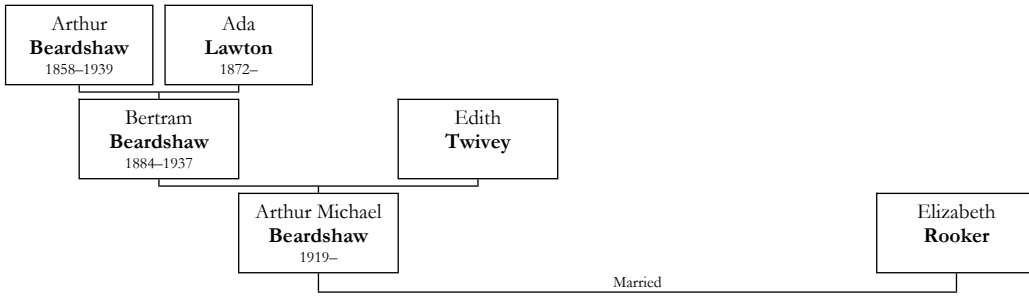 Arthur
Beardshaw
1858–1939
Ada
Lawton
1872–
Bertram
Beardshaw
1884–1937
Edith
Twivey
Arthur Michael
Beardshaw
1919–
Elizabeth
Rooker
Married